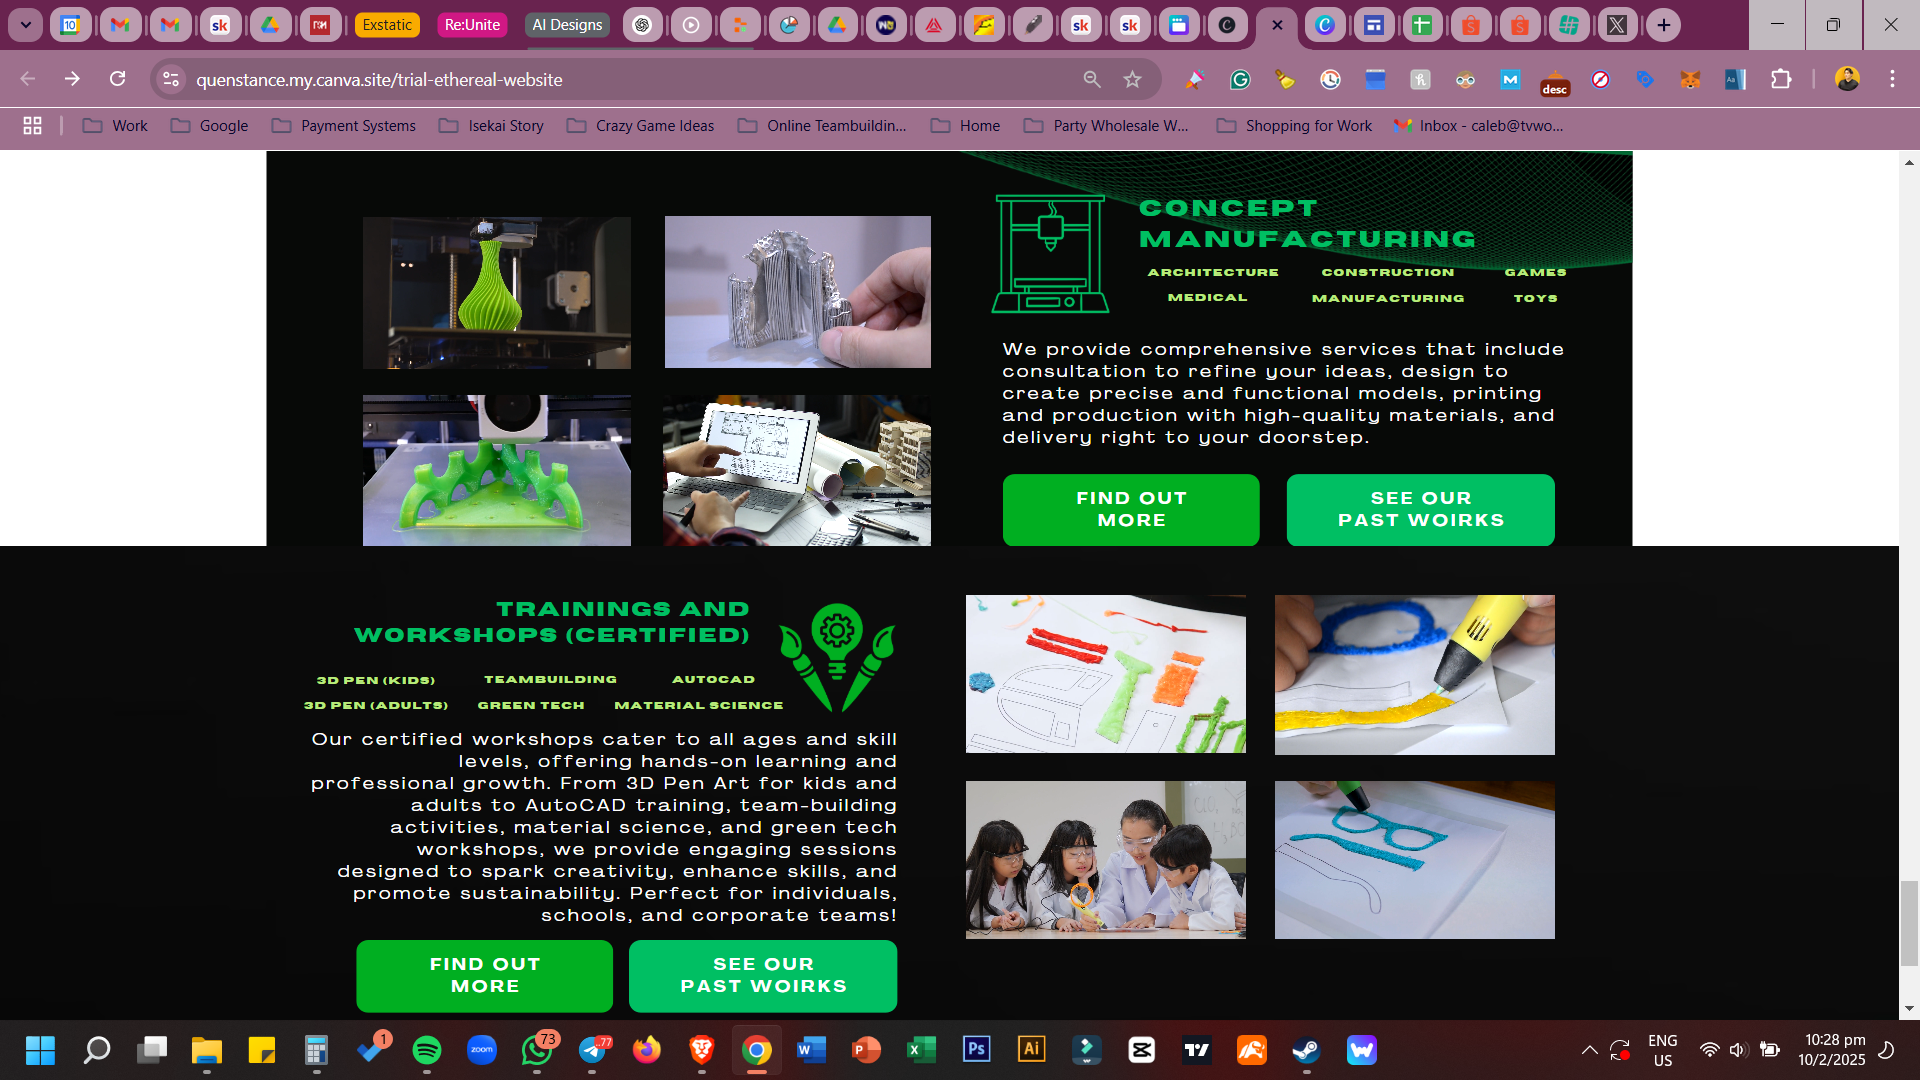 Exstatic
Re:Unite
AI Designs
quenstance.my.canva.site/trial-ethereal-website
desc
Work
Google
Payment Systems
Isekai Story
Crazy Game Ideas
Online Teambuildin...
Home
Party Wholesale W...
Shopping for Work
Inbox - caleb@tvwo...
CONCEPT
MANUFACTURING
ARCHITECTURE CONSTRUCTION GAMES
MEDICAL MANUFACTURING TOYS
We provide comprehensive services that include
consultation to refine your ideas, design to
create precise and functional models, printing
and production with high-quality materials, and
delivery right to your doorstep.
FIND OUT
MORE
SEE OUR
PAST WOIRKS
TRAININGS AND
WORKSHOPS (CERTIFIED)
3D PEN (KIDS) TEAMBUILDING AUTOCAD
3D PEN (ADULTS) GREEN TECH MATERIAL SCIENCE
Our certified workshops cater to all ages and skill
levels, offering hands-on learning and
professional growth. From 3D Pen Art for kids and
adults to AutoCAD training, team-building
activities, material science, and green tech
workshops, we provide engaging sessions
designed to spark creativity, enhance skills, and
promote sustainability. Perfect for individuals,
schools, and corporate teams!
FIND OUT
MORE
SEE OUR
PAST WOIRKS
1
zoom
73
.77
Ps
Ai
ENG
US
10:28 pm
10/2/2025